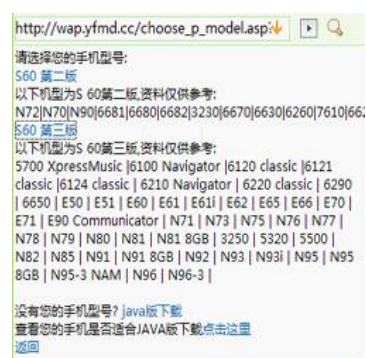 http://wap.yfmd.cc/choose_p_model.asp?
请选择您的手机型号:
S60 第二版
以下机型为S 60第二版,资料仅供参考:
N72|N70|N90|6681|6680|6682|3230|6670|6630|6260|7610|662
S60 第三版
以下机型为S 60第三版,资料仅供参考:
5700 XpressMusic |6100 Navigator |6120 classic |6121
classic |6124 classic | 6210 Navigator | 6220 classic | 6290
| 6650 | E50 | E51 | E60 | E61 | E61i | E62 | E65 | E66 | E70 |
E71 | E90 Communicator | N71 | N73 | N75 | N76 | N77 |
N78 | N79 | N80 | N81 | N81 8GB | 3250 | 5320 | 5500 |
N82 | N85 | N91 | N91 8GB | N92 | N93 | N93i | N95 | N95
8GB | N95-3 NAM | N96 | N96-3 |
没有您的手机型号? java版下载
查看您的手机是否适合JAVA版下载点击这里
返回